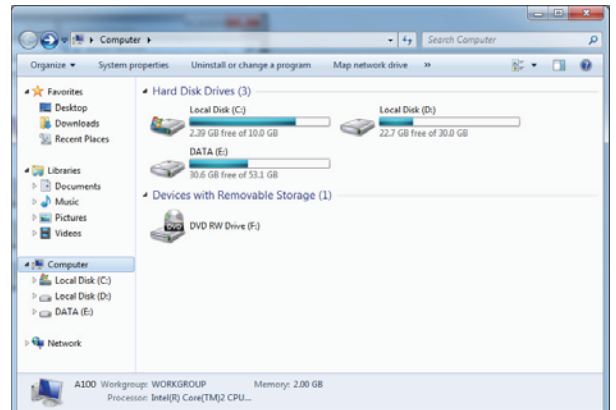 Computer
Search Computer
Organize
System properties
Uninstall or change a program
Map network drive
»
Favorites
Desktop
Downloads
Recent Places
Libraries
Documents
Music
Pictures
Videos
Computer
Local Disk (C:)
Local Disk (D:)
DATA (E:)
Network
Hard Disk Drives (3)
Local Disk (C:)
2.39 GB free of 10.0 GB
Local Disk (D:)
22.7 GB free of 30.0 GB
DATA (E:)
30.6 GB free of 53.1 GB
Devices with Removable Storage (1)
DVD
DVD RW Drive (F:)
A100 Workgroup: WORKGROUP Memory: 2.00 GB
Processor: Intel(R) Core(TM)2 CPU...